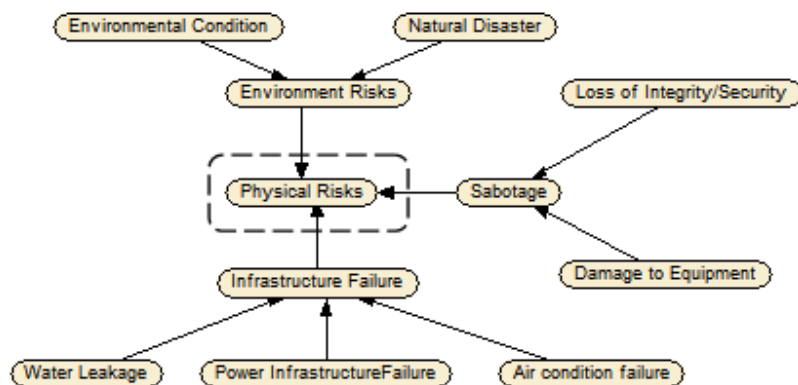 Environmental Condition
Natural Disaster
Environment Risks
Loss of Integrity/Security
Physical Risks
Sabotage
Infrastructure Failure
Damage to Equipment
Water Leakage
Power InfrastructureFailure
Air condition failure